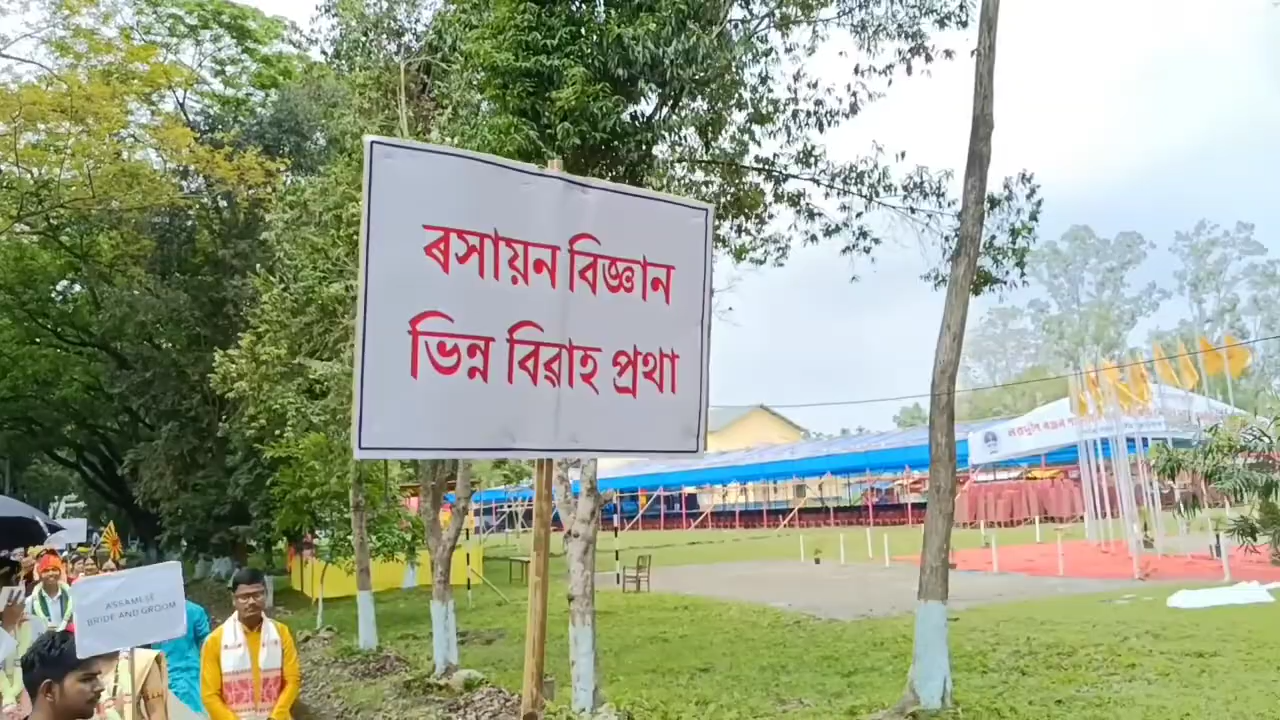 ৰসায়ন বিজ্ঞান
ভিন্ন বিৱাহ প্ৰথা
ASSAMESE
BRIDE AND GROOM